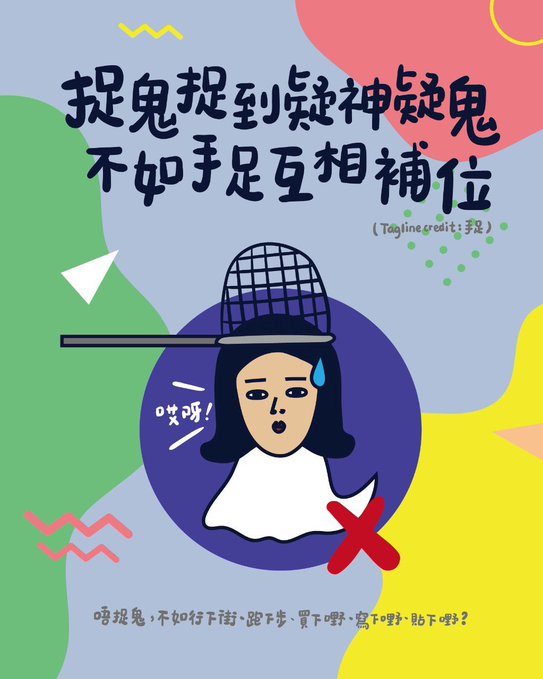 捉鬼捉到疑神疑鬼
不如手足互相補位
(Tagline credit：手足)
哎呀！
唔捉鬼，不如行下街、跑下步、買下嘢、寫下嘢、貼下嘢？